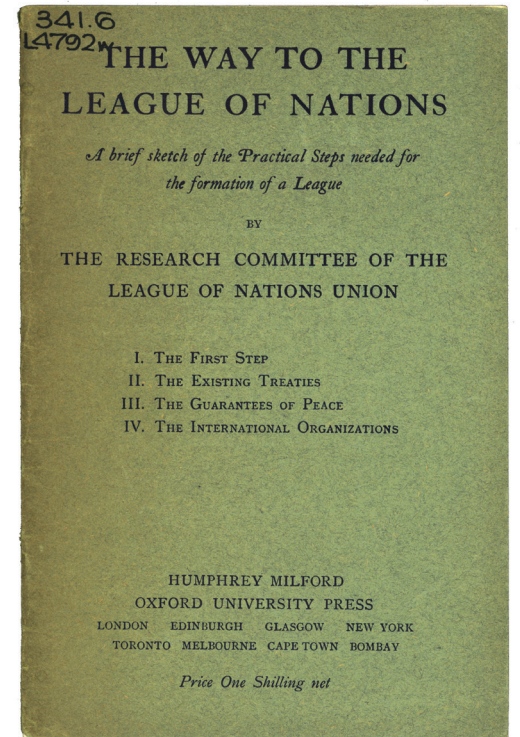 341.6
L4792w
THE WAY TO THE
LEAGUE OF NATIONS
A brief sketch of the Practical Steps needed for
the formation of a League
BY
THE RESEARCH COMMITTEE OF THE
LEAGUE OF NATIONS UNION
I. THE FIRST STEP
II. THE EXISTING TREATIES
III. THE GUARANTEES OF PEACE
IV. THE INTERNATIONAL ORGANIZATIONS
HUMPHREY MILFORD
OXFORD UNIVERSITY PRESS
LONDON EDINBURGH GLASGOW NEW YORK
TORONTO MELBOURNE CAPE TOWN BOMBAY
Price One Shilling net